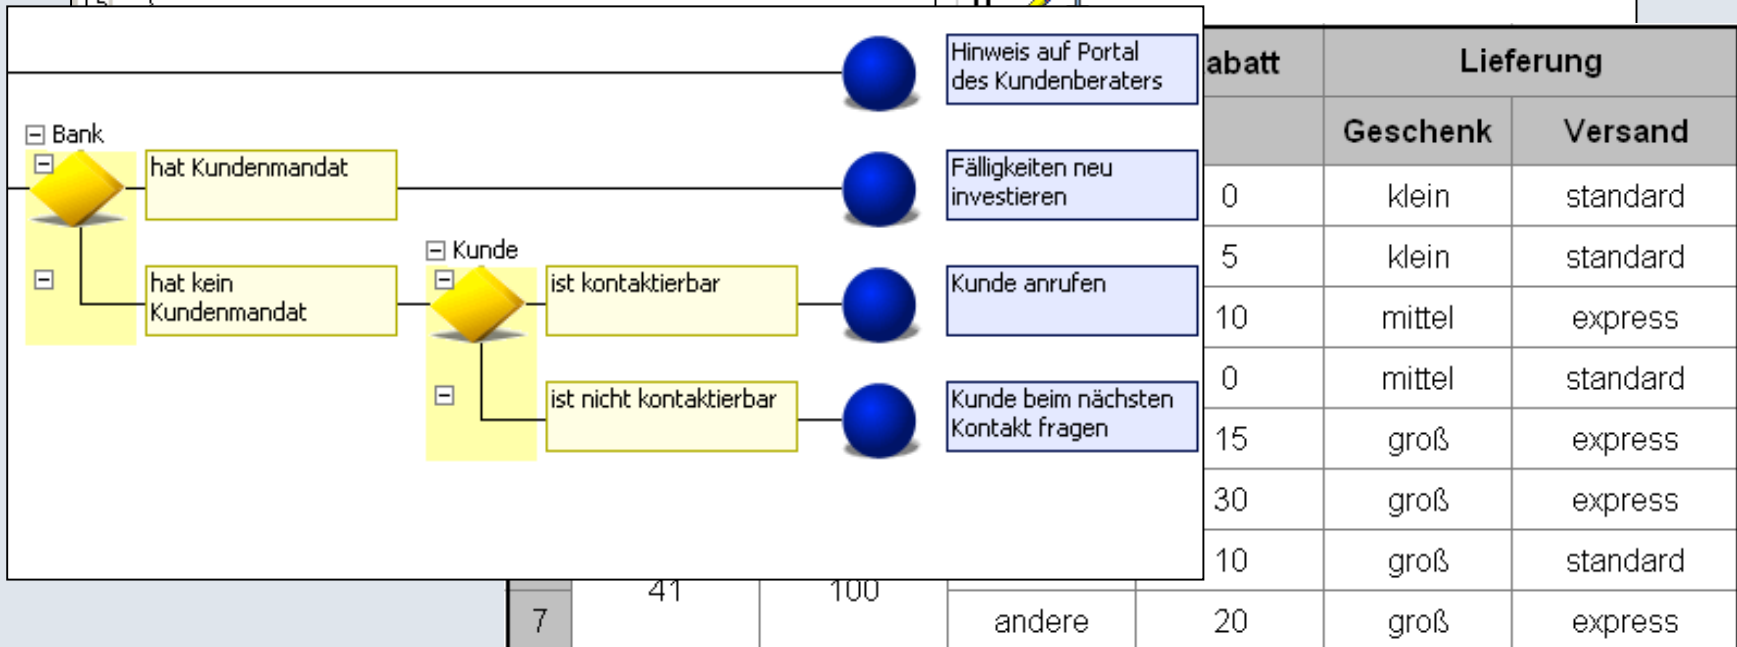 Hinweis auf Portal
des Kundenberaters
Bank
hat Kundenmandat
Fälligkeiten neu
investieren
Kunde
hat kein
Kundenmandat
ist kontaktierbar
Kunde anrufen
ist nicht kontaktierbar
Kunde beim nächsten
Kontakt fragen
abatt Lieferung
Geschenk Versand
0 klein standard
5 klein standard
10 mittel express
0 mittel standard
15 groß express
30 groß express
10 groß standard
41 100
7 andere 20 groß express